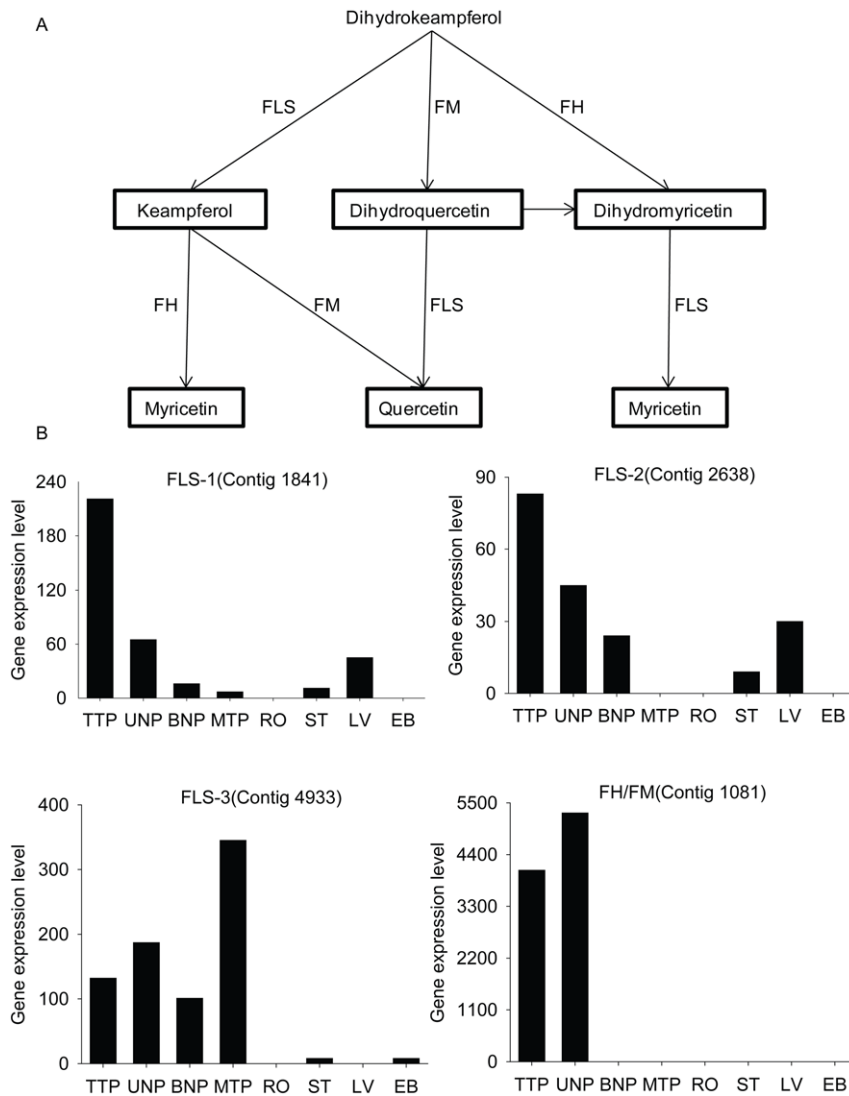 A
Dihydrokeampferol
FLS
FM
FH
Keampferol
Dihydroquercetin
Dihydromyricetin
FH
FM
FLS
FLS
Myricetin
Quercetin
Myricetin
B
FLS-1(Contig 1841)
Gene expression level
240
180
120
60
0
TTP UNP BNP MTP RO ST LV EB
FLS-2(Contig 2638)
Gene expression level
90
60
30
0
TTP UNP BNP MTP RO ST LV EB
FLS-3(Contig 4933)
Gene expression level
400
300
200
100
0
TTP UNP BNP MTP RO ST LV EB
FH/FM(Contig 1081)
Gene expression level
5500
4400
3300
2200
1100
0
TTP UNP BNP MTP RO ST LV EB